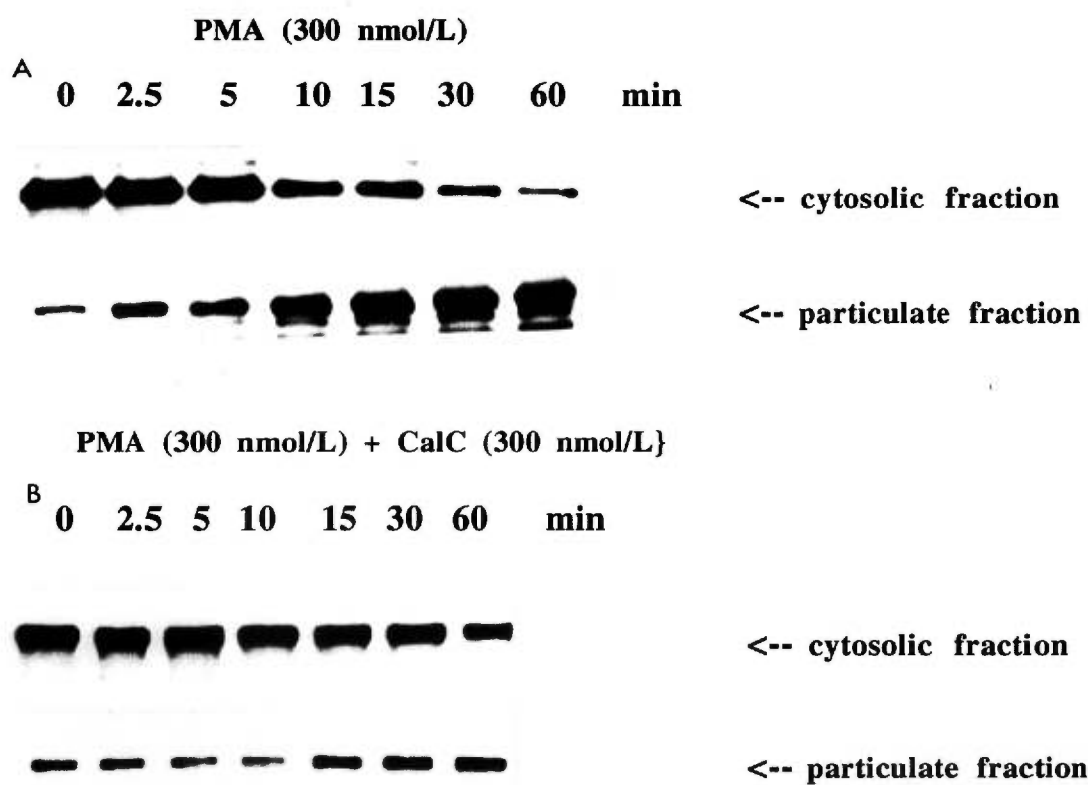 PMA (300 nmol/L)
A
0 2.5 5 10 15 30 60 min
<-- cytosolic fraction
<-- particulate fraction
PMA (300 nmol/L) + CalC (300 nmol/L}
B
0 2.5 5 10 15 30 60 min
<-- cytosolic fraction
<-- particulate fraction